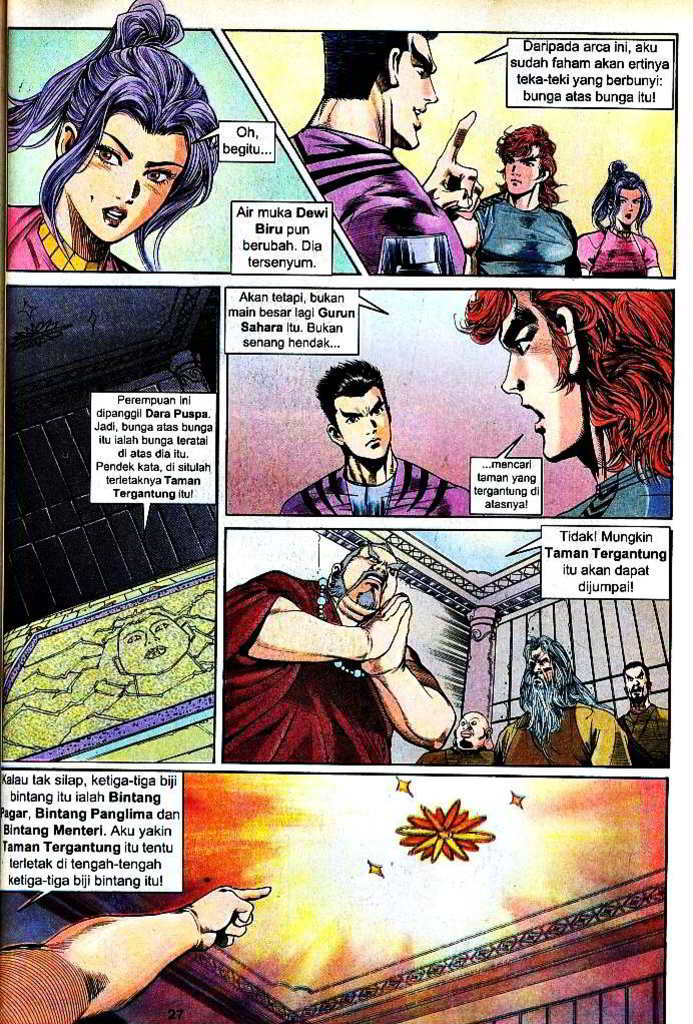 Oh,
begitu...
Air muka Dewi
Biru pun
berubah. Dia
tersenyum.
Daripada arca ini, aku
sudah faham akan ertinya
teka-teki yang berbunyi:
bunga atas bunga itu!
Perempuan ini
dipanggil Dara Puspa.
Jadi, bunga atas bunga
itu ialah bunga teratai
di atas dia itu.
Pendek kata, di situlah
terletaknya Taman
Tergantung itu!
Akan tetapi, bukan
main besar lagi Gurun
Sahara itu. Bukan
senang hendak...
...mencari
taman yang
tergantung di
atasnya!
Tidak! Mungkin
Taman Tergantung
itu akan dapat
dijumpai!
Kalau tak silap, ketiga-tiga biji
bintang itu ialah Bintang
Pagar, Bintang Panglima dan
Bintang Menteri. Aku yakin
Taman Tergantung itu tentu
terletak di tengah-tengah
ketiga-tiga biji bintang itu!
27